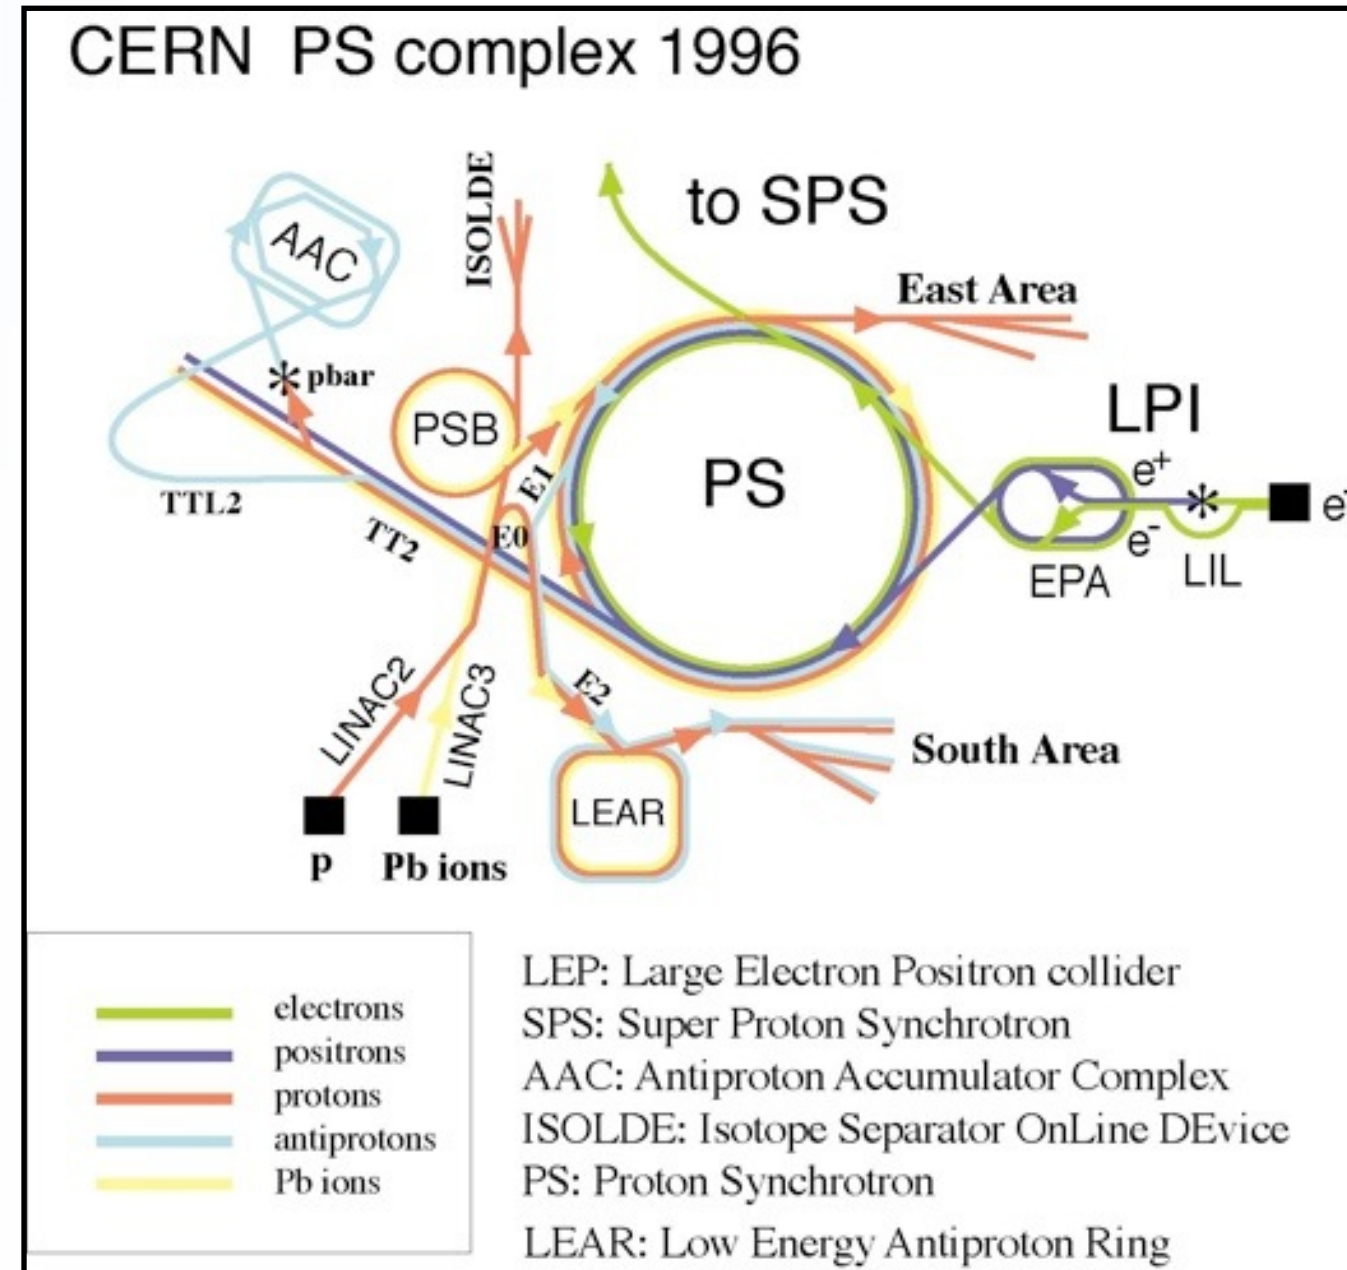 CERN PS complex 1996
ISOLDE
to SPS
AAC
East Area
pbar
LPI
PSB
PS
e+
E1
TTL2
E0
e-
e-
TT2
EPA
LIL
LINAC2
LINAC3
E2
South Area
LEAR
p
Pb ions
electrons
positrons
protons
antiprotons
Pb ions
LEP: Large Electron Positron collider
SPS: Super Proton Synchrotron
AAC: Antiproton Accumulator Complex
ISOLDE: Isotope Separator OnLine DEvice
PS: Proton Synchrotron
LEAR: Low Energy Antiproton Ring